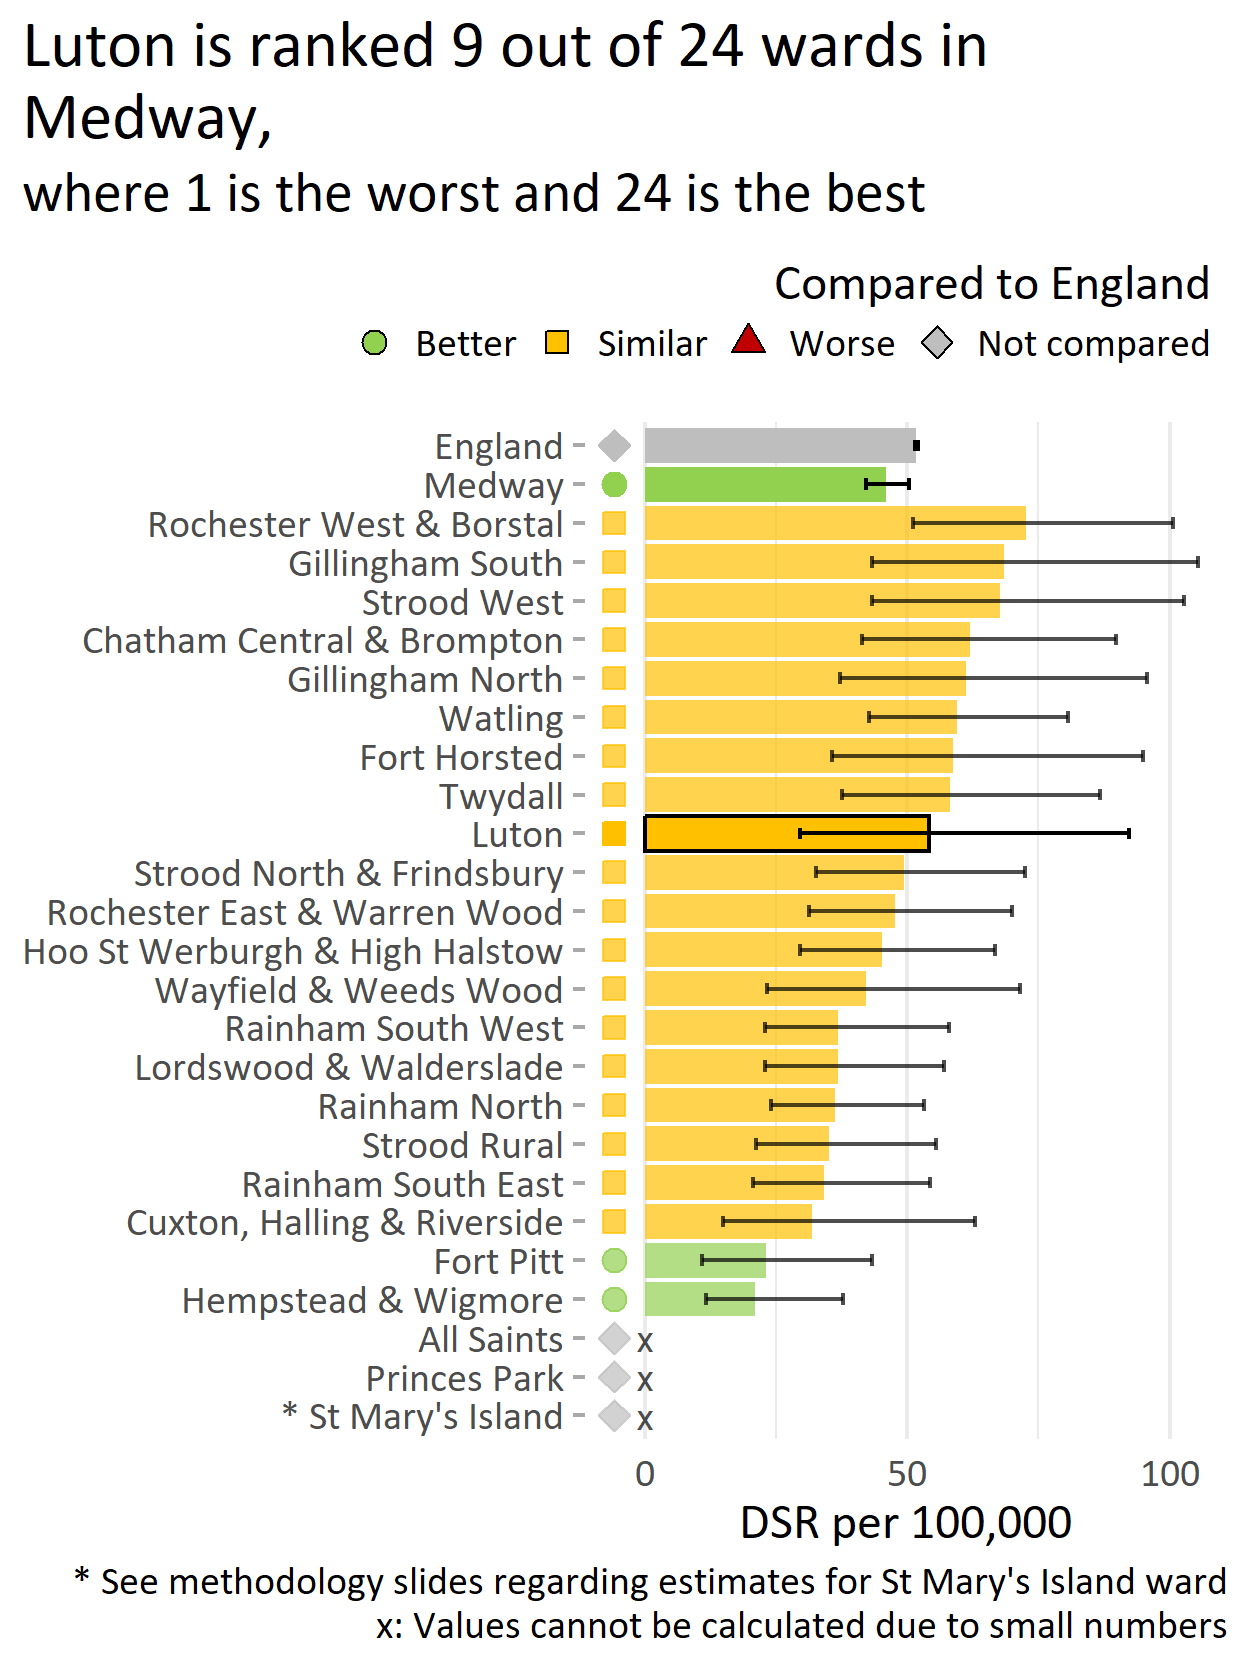 Luton is ranked 9 out of 24 wards in
Medway,
where 1 is the worst and 24 is the best
Compared to England
Better Similar Worse Not compared
England
Medway
Rochester West & Borstal
Gillingham South
Strood West
Chatham Central & Brompton
Gillingham North
Watling
Fort Horsted
Twydall
Luton
Strood North & Frindsbury
Rochester East & Warren Wood
Hoo St Werburgh & High Halstow
Wayfield & Weeds Wood
Rainham South West
Lordswood & Walderslade
Rainham North
Strood Rural
Rainham South East
Cuxton, Halling & Riverside
Fort Pitt
Hempstead & Wigmore
All Saints x
Princes Park x
* St Mary's Island x
0 50 100
DSR per 100,000
* See methodology slides regarding estimates for St Mary's Island ward
x: Values cannot be calculated due to small numbers